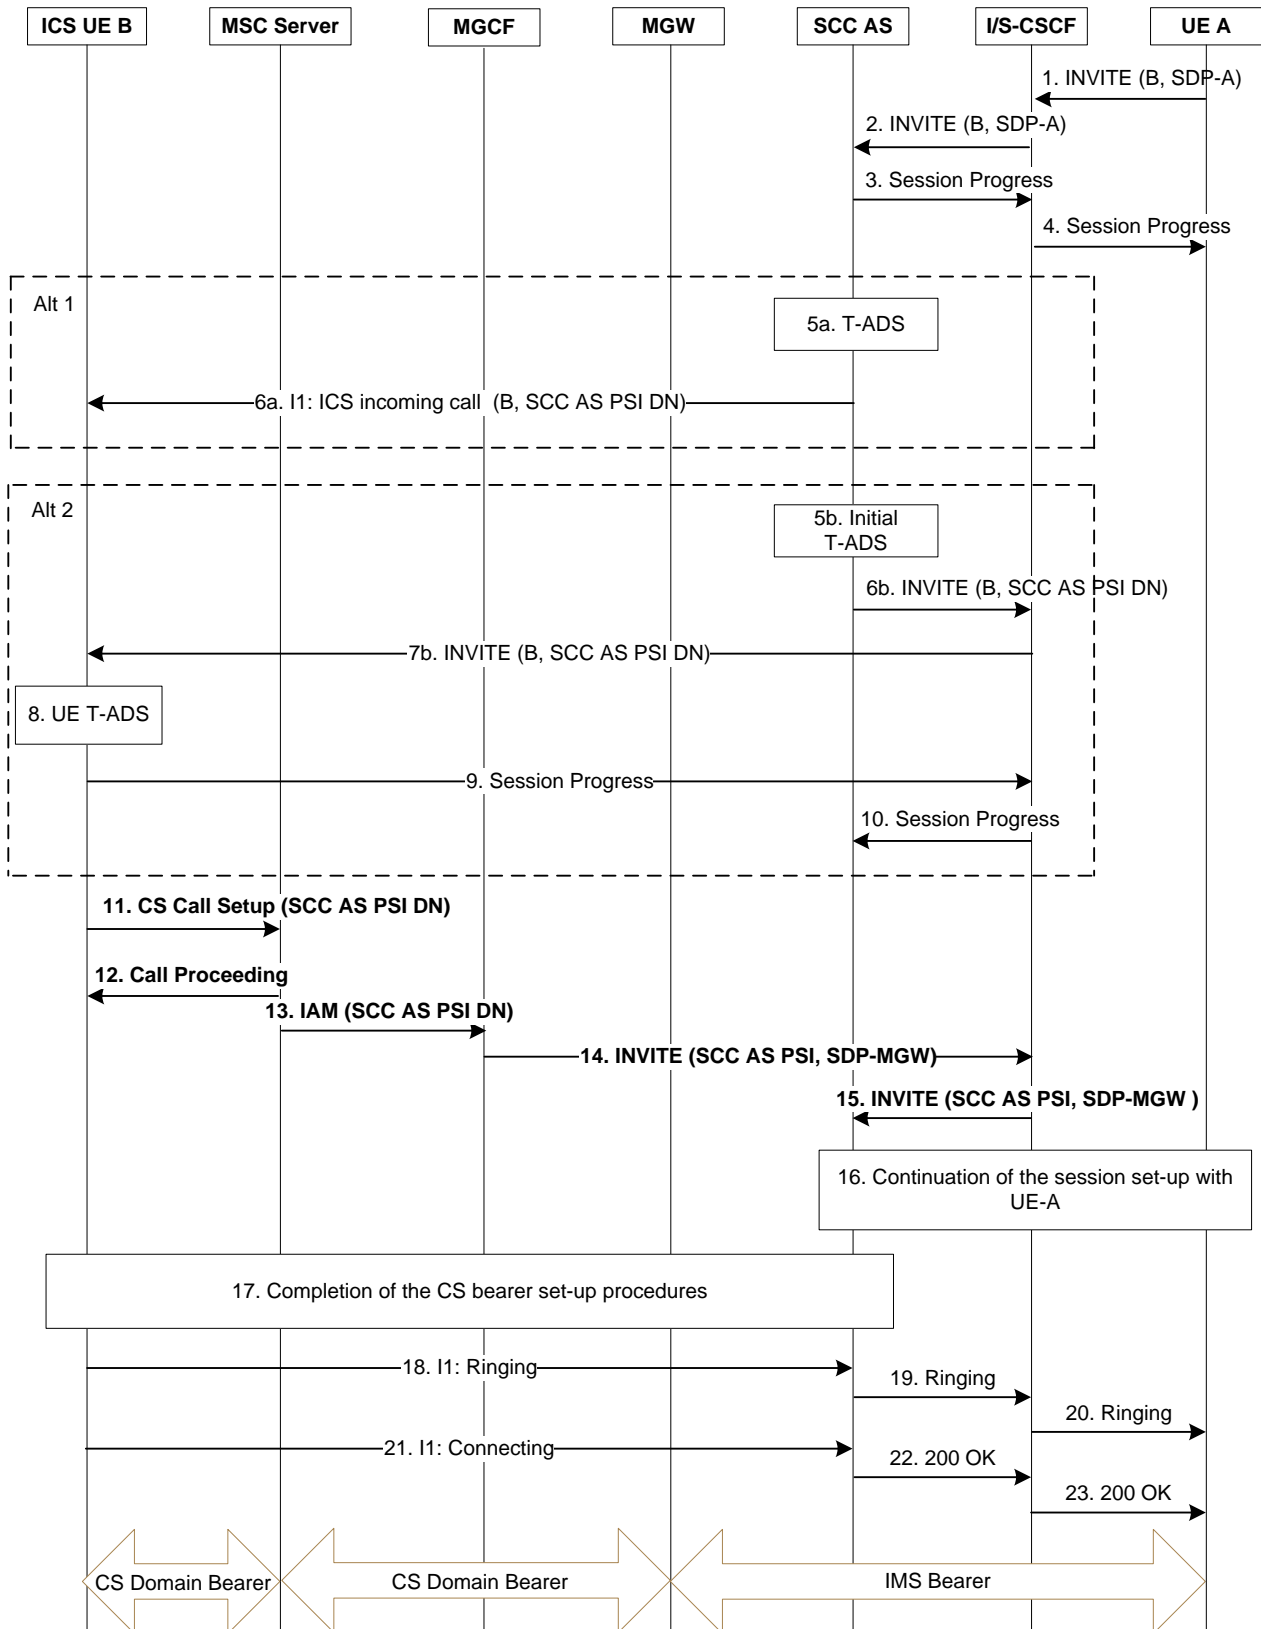 ICS UE B
MSC Server
MGCF
MGW
SCC AS
I/S-CSCF
UE A
1. INVITE (B, SDP-A)
2. INVITE (B, SDP-A)
3. Session Progress
4. Session Progress
Alt 1
5a. T-ADS
6a. I1: ICS incoming call (B, SCC AS PSI DN)
Alt 2
5b. Initial
T-ADS
6b. INVITE (B, SCC AS PSI DN)
7b. INVITE (B, SCC AS PSI DN)
8. UE T-ADS
9. Session Progress
10. Session Progress
11. CS Call Setup (SCC AS PSI DN)
12. Call Proceeding
13. IAM (SCC AS PSI DN)
14. INVITE (SCC AS PSI, SDP-MGW)
15. INVITE (SCC AS PSI, SDP-MGW )
16. Continuation of the session set-up with
UE-A
17. Completion of the CS bearer set-up procedures
18. I1: Ringing
19. Ringing
20. Ringing
21. I1: Connecting
22. 200 OK
23. 200 OK
CS Domain Bearer
CS Domain Bearer
IMS Bearer